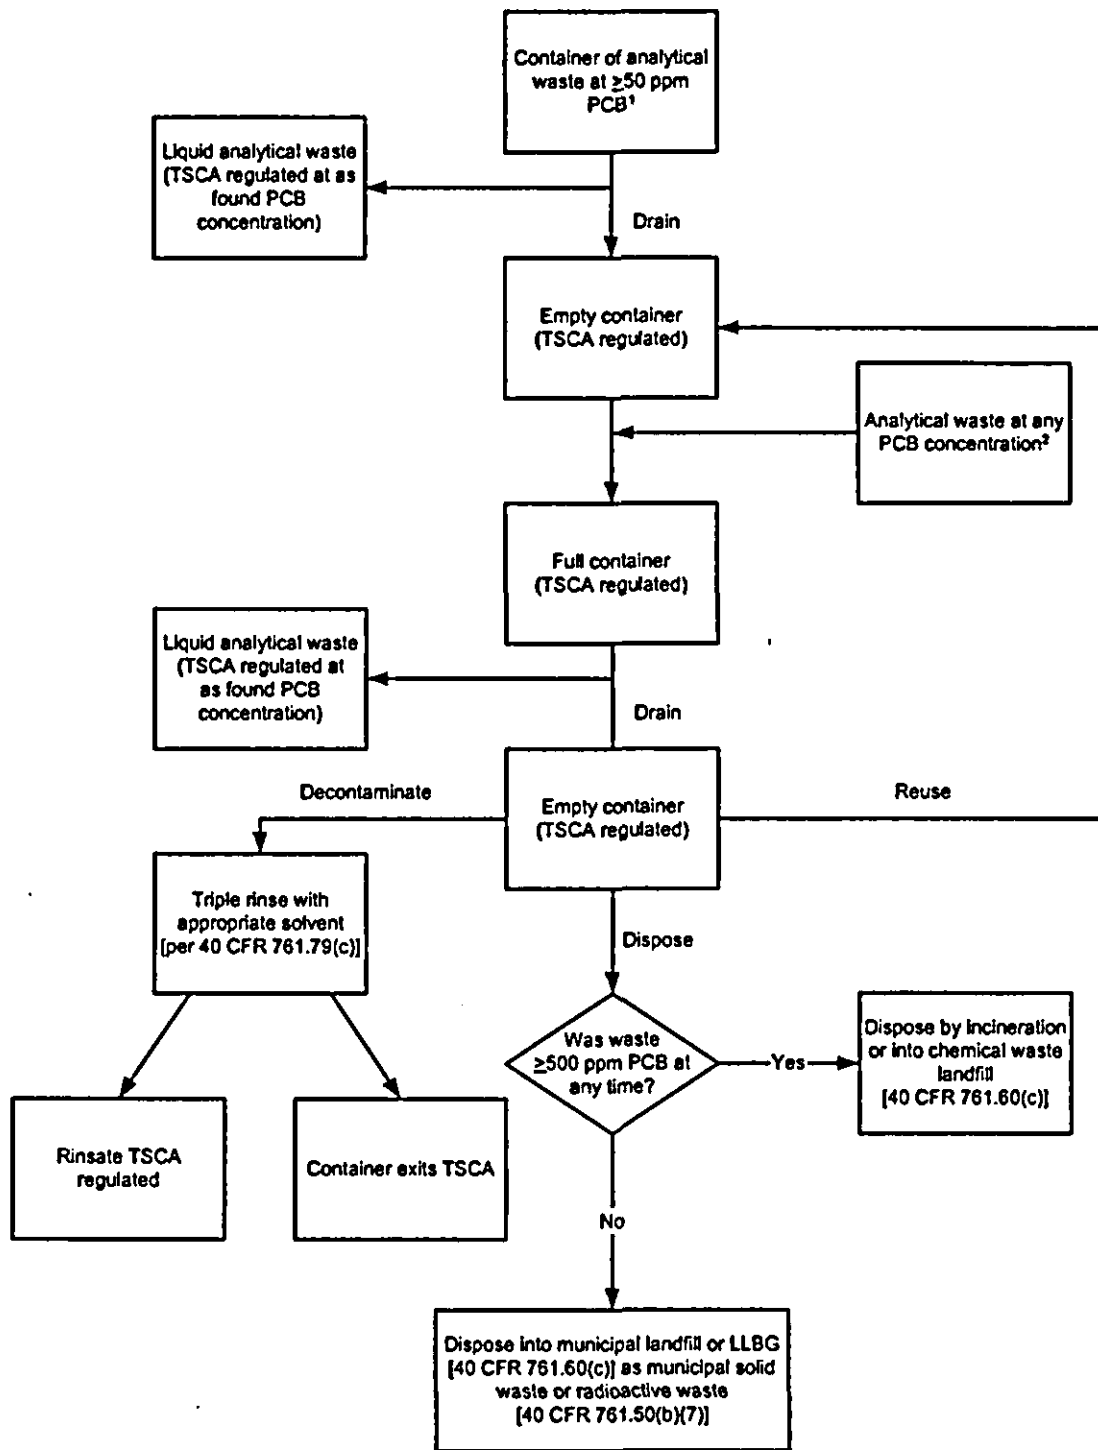 Container of analytical
waste at ≥50 ppm
PCB¹
Liquid analytical waste
(TSCA regulated at as
found PCB
concentration)
Drain
Empty container
(TSCA regulated)
Analytical waste at any
PCB concentration²
Full container
(TSCA regulated)
Liquid analytical waste
(TSCA regulated at
as found PCB
concentration)
Drain
Decontaminate
Empty container
(TSCA regulated)
Reuse
Triple rinse with
appropriate solvent
[per 40 CFR 761.79(c)]
Dispose
Was waste
≥500 ppm PCB at
any time?
Yes
Dispose by incineration
or into chemical waste
landfill
[40 CFR 761.60(c)]
Rinsate TSCA
regulated
Container exits TSCA
No
Dispose into municipal landfill or LLBG
[40 CFR 761.60(c)] as municipal solid
waste or radioactive waste
[40 CFR 761.50(b)(7)]